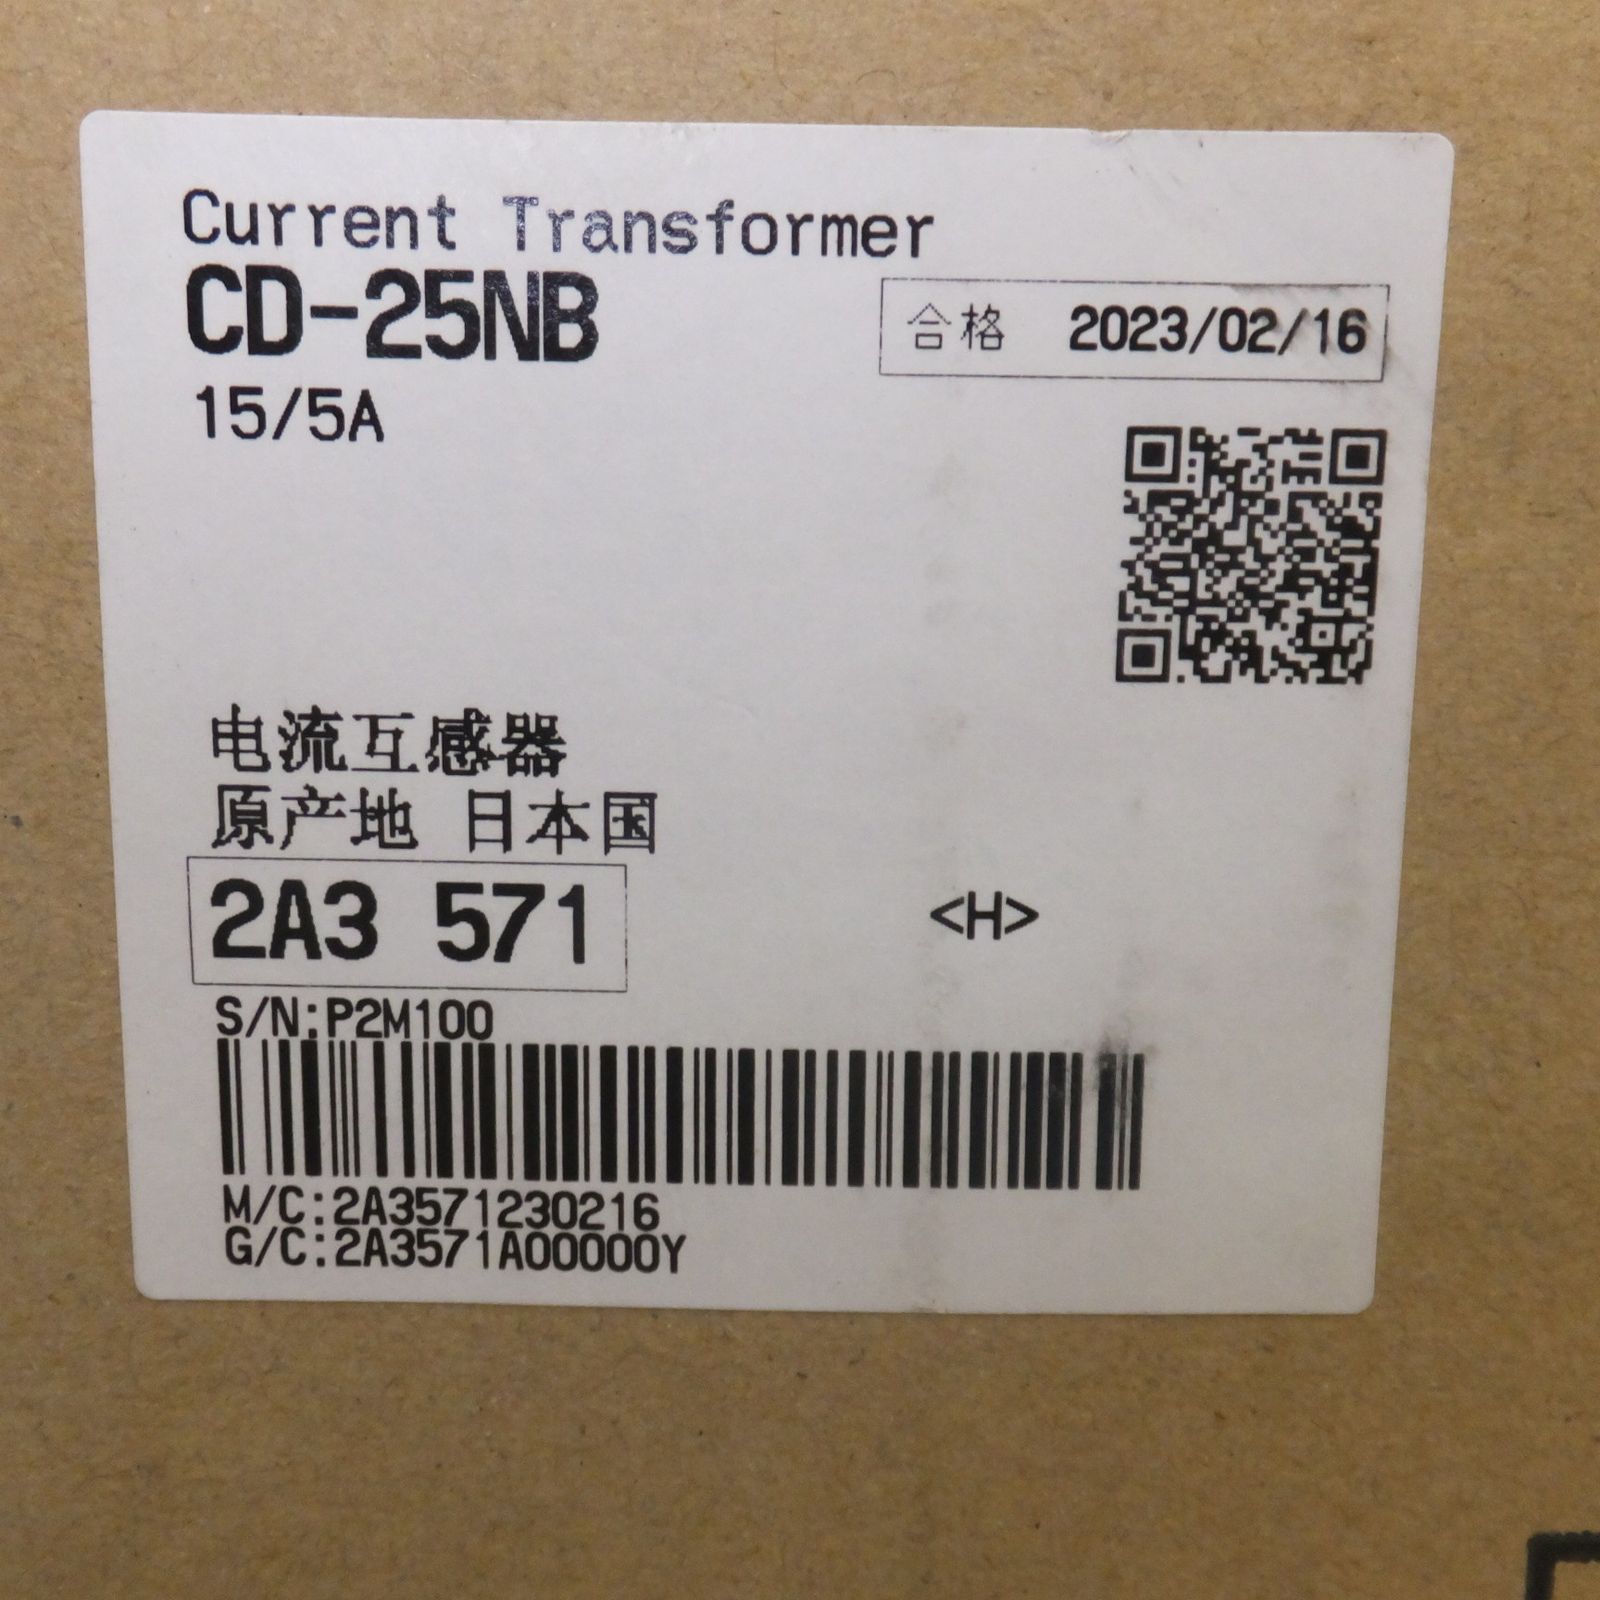 Current Transformer
CD-25NB
合格 2023/02/16
15/5A
电流互感器
原产地 日本国
2A3 571
<H>
S/N:P2M100
M/C:2A3571230216
G/C:2A3571A00000Y